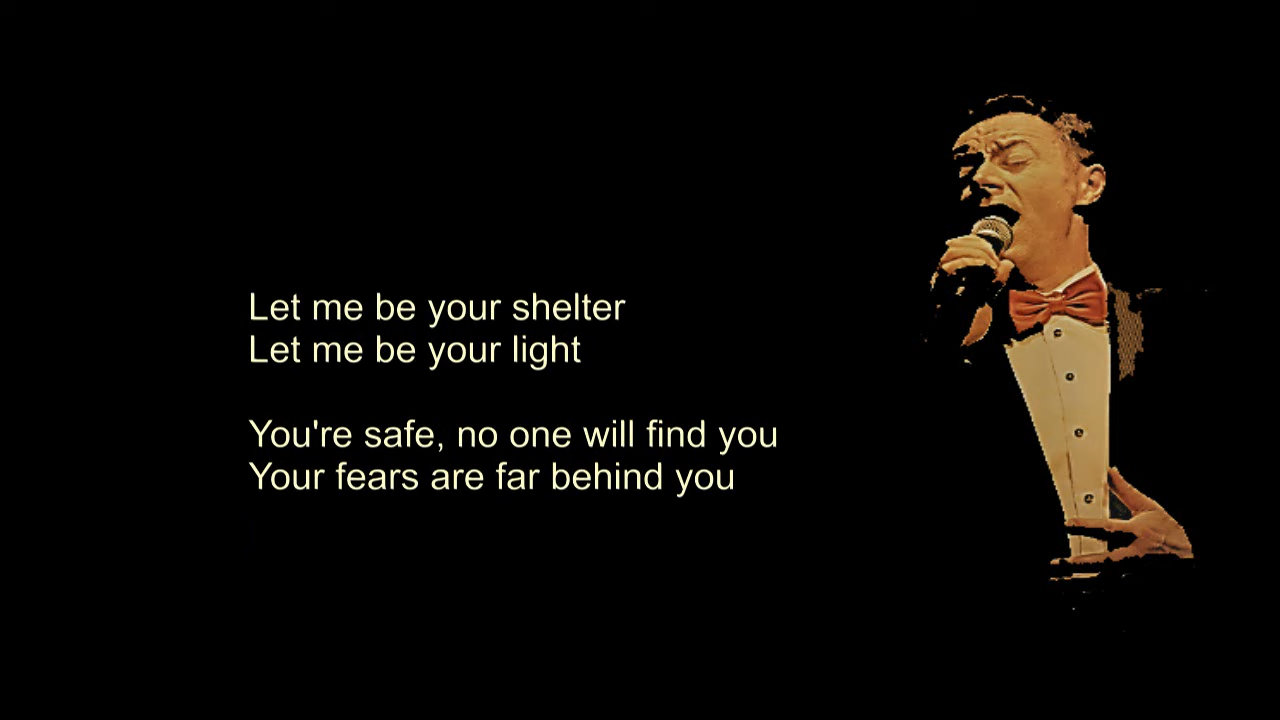 Let me be your shelter
Let me be your light
You're safe, no one will find you
Your fears are far behind you